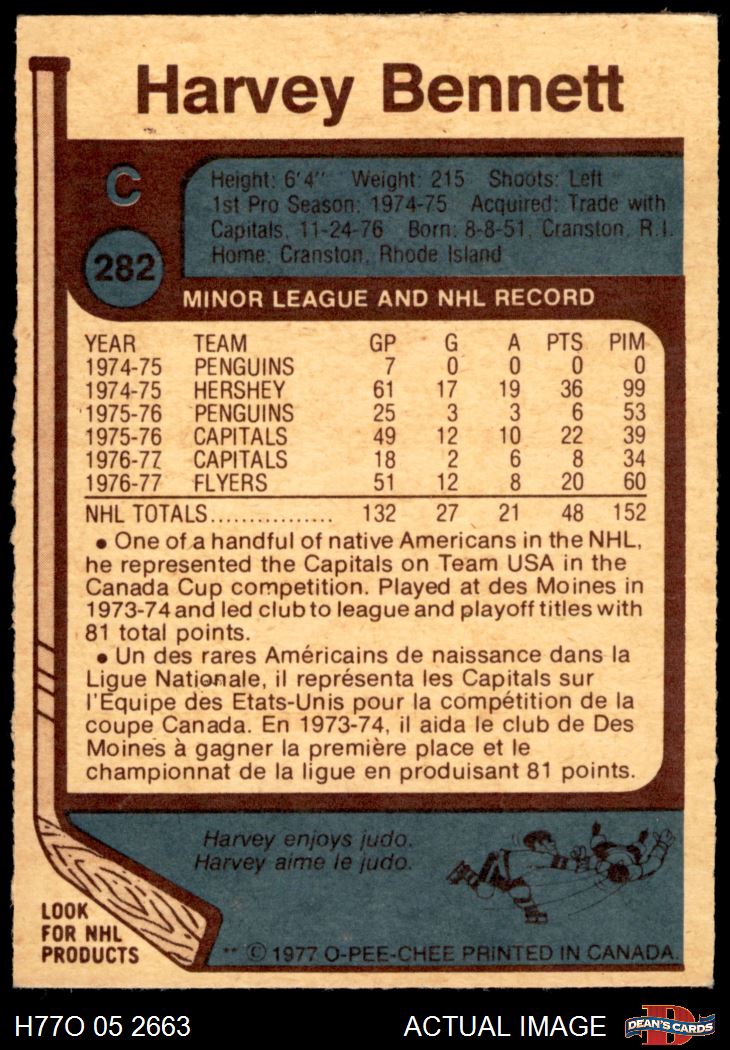 Harvey Bennett
C
282
Height: 6'4" Weight: 215 Shoots: Left
1st Pro Season: 1974-75 Acquired: Trade with
Capitals, 11-24-76 Born: 8-8-51, Cranston, R.I.
Home: Cranston, Rhode Island
MINOR LEAGUE AND NHL RECORD
YEAR TEAM GP G A PTS PIM
1974-75 PENGUINS 7 0 0 0 0
1974-75 HERSHEY 61 17 19 36 99
1975-76 PENGUINS 25 3 3 6 53
1975-76 CAPITALS 49 12 10 22 39
1976-77 CAPITALS 18 2 6 8 34
1976-77 FLYERS 51 12 8 20 60
NHL TOTALS................ 132 27 21 48 152
• One of a handful of native Americans in the NHL,
he represented the Capitals on Team USA in the
Canada Cup competition. Played at des Moines in
1973-74 and led club to league and playoff titles with
81 total points.
• Un des rares Américains de naissance dans la
Ligue Nationale, il représenta les Capitals sur
l'Équipe des Etats-Unis pour la compétition de la
coupe Canada. En 1973-74, il aida le club de Des
Moines à gagner la première place et le
championnat de la ligue en produisant 81 points.
Harvey enjoys judo.
Harvey aime le judo.
LOOK
FOR NHL
PRODUCTS
** © 1977 O-PEE-CHEE PRINTED IN CANADA.
H77O 05 2663 ACTUAL IMAGE
D
DEAN'S CARDS